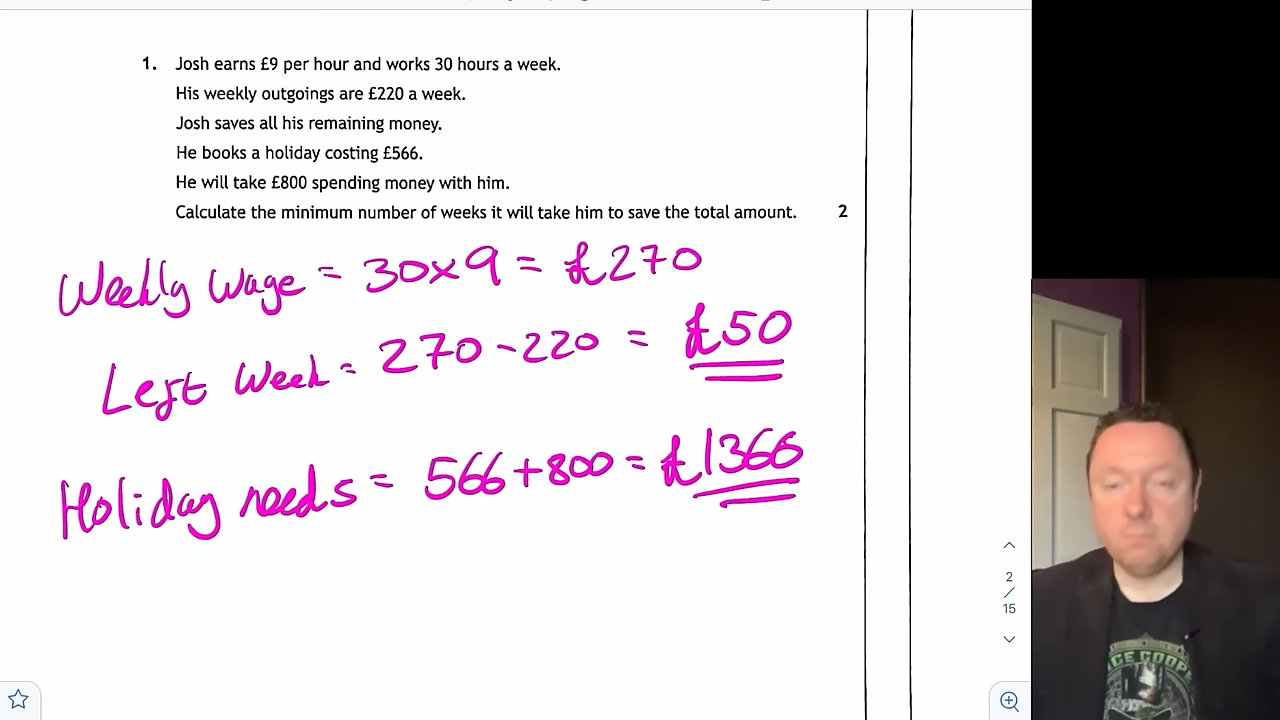 1. Josh earns £9 per hour and works 30 hours a week.
His weekly outgoings are £220 a week.
Josh saves all his remaining money.
He books a holiday costing £566.
He will take £800 spending money with him.
Calculate the minimum number of weeks it will take him to save the total amount. 2
Weekly Wage = 30×9 = £270
Left Week = 270 - 220 = £50
Holiday needs = 566 + 800 = £1366
2
/
15
ICE COOP